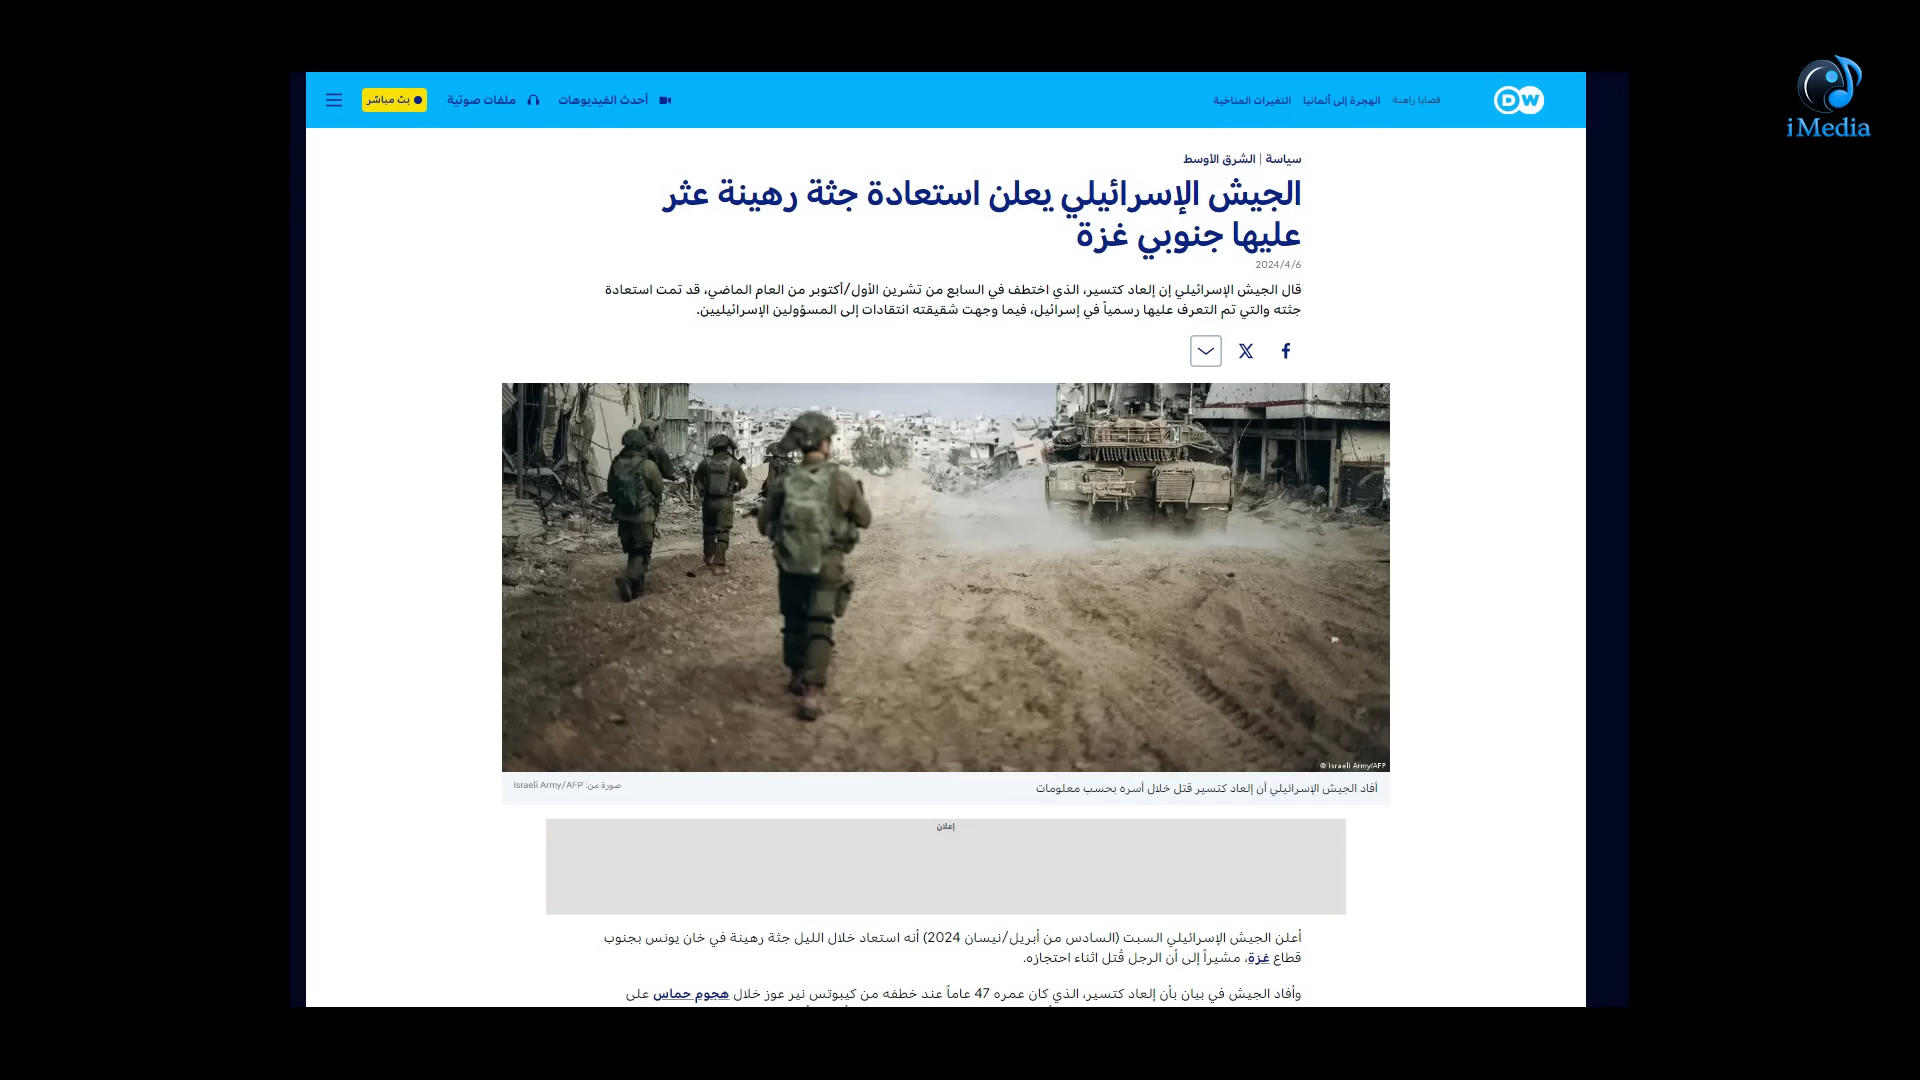 DW
قضايا راهنة
الهجرة إلى ألمانيا
التغيرات المناخية
أحدث الفيديوهات
ملفات صوتية
بث مباشر
iMedia
سياسة | الشرق الأوسط
الجيش الإسرائيلي يعلن استعادة جثة رهينة عثر
عليها جنوبي غزة
2024/4/6
قال الجيش الإسرائيلي إن إلعاد كتسير، الذي اختطف في السابع من تشرين الأول/أكتوبر من العام الماضي، قد تمت استعادة
جثته والتي تم التعرف عليها رسمياً في إسرائيل، فيما وجهت شقيقته انتقادات إلى المسؤولين الإسرائيليين.
© Israeli Army/AFP
أفاد الجيش الإسرائيلي أن إلعاد كتسير قتل خلال أسره بحسب معلومات
صورة من: Israeli Army/AFP
إعلان
أعلن الجيش الإسرائيلي السبت (السادس من أبريل/نيسان 2024) أنه استعاد خلال الليل جثة رهينة في خان يونس بجنوب
قطاع غزة، مشيراً إلى أن الرجل قُتل اثناء احتجازه.
وأفاد الجيش في بيان بأن إلعاد كتسير، الذي كان عمره 47 عاماً عند خطفه من كيبوتس نير عوز خلال هجوم حماس على